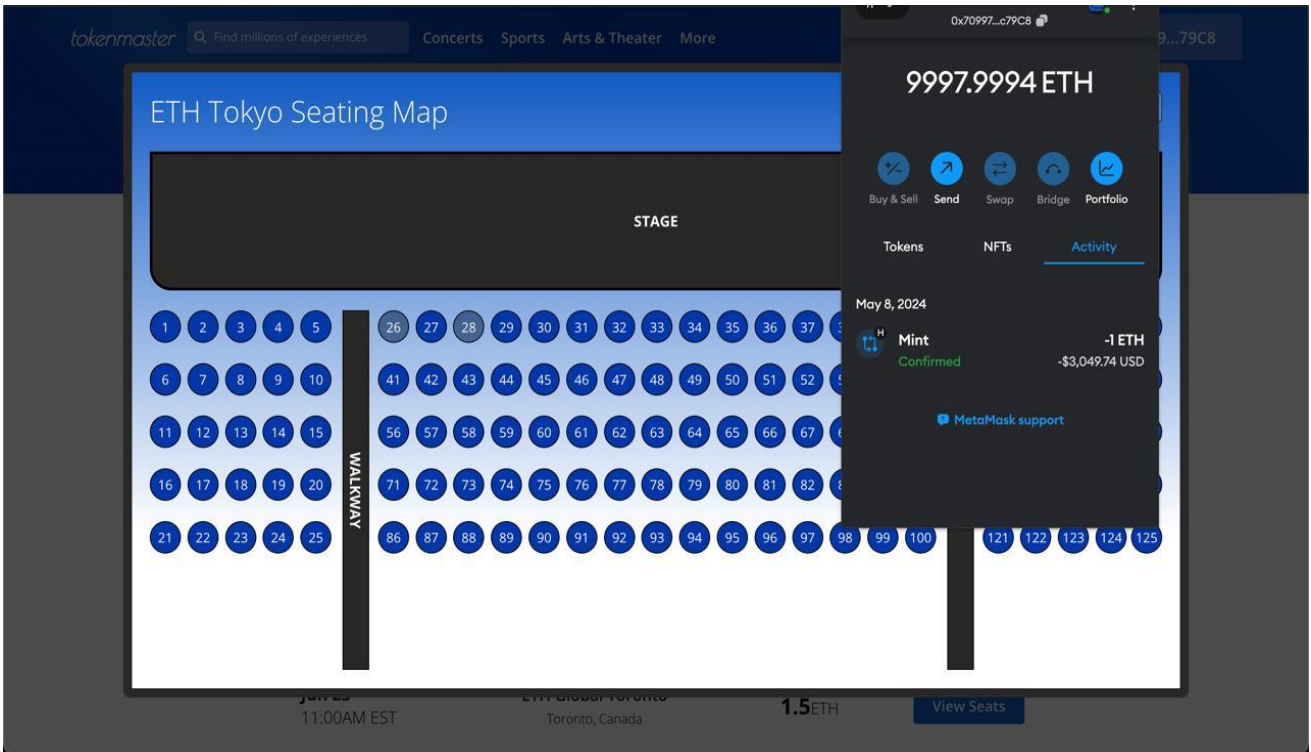 0x70997...c79C8
tokenmaster Find millions of experiences Concerts Sports Arts & Theater More 9...79C8
9997.9994 ETH
ETH Tokyo Seating Map
Buy & Sell Send Swap Bridge Portfolio
STAGE
Tokens NFTs Activity
May 8, 2024
1 2 3 4 5 26 27 28 29 30 31 32 33 34 35 36 37
Mint -1 ETH
Confirmed -$3,049.74 USD
6 7 8 9 10 41 42 43 44 45 46 47 48 49 50 51 52
MetaMask support
11 12 13 14 15 56 57 58 59 60 61 62 63 64 65 66 67
WALKWAY
16 17 18 19 20 71 72 73 74 75 76 77 78 79 80 81 82
21 22 23 24 25 86 87 88 89 90 91 92 93 94 95 96 97 98 99 100 121 122 123 124 125
Jun 23 ETH Global Toronto 1.5 ETH View Seats
11:00AM EST Toronto, Canada